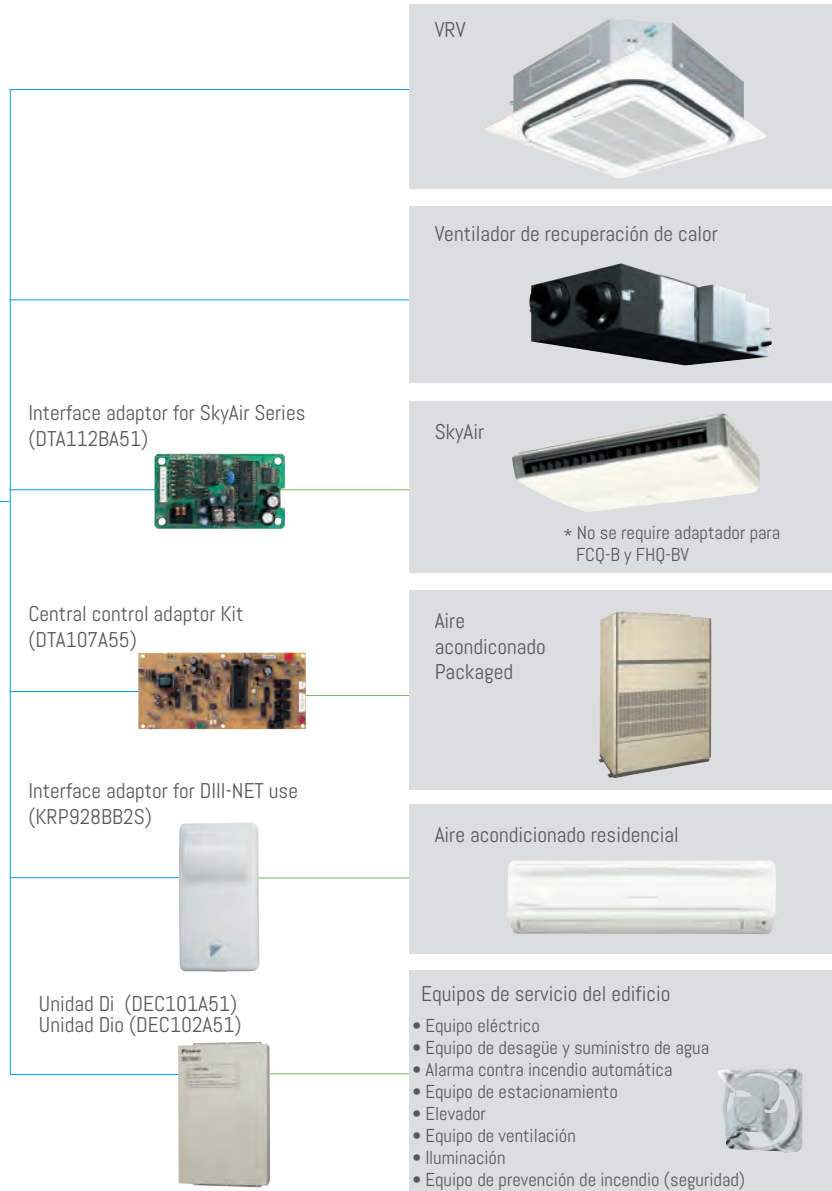 VRV
Ventilador de recuperación de calor
Interface adaptor for SkyAir Series
(DTA112BA51)
SkyAir
* No se require adaptador para
FCQ-B y FHQ-BV
Central control adaptor Kit
(DTA107A55)
Aire
acondiconado
Packaged
Interface adaptor for DIII-NET use
(KRP928BB2S)
Aire acondicionado residencial
Unidad Di (DEC101A51)
Unidad Dio (DEC102A51)
Equipos de servicio del edificio
• Equipo eléctrico
• Equipo de desagüe y suministro de agua
• Alarma contra incendio automática
• Equipo de estacionamiento
• Elevador
• Equipo de ventilación
• Iluminación
• Equipo de prevención de incendio (seguridad)